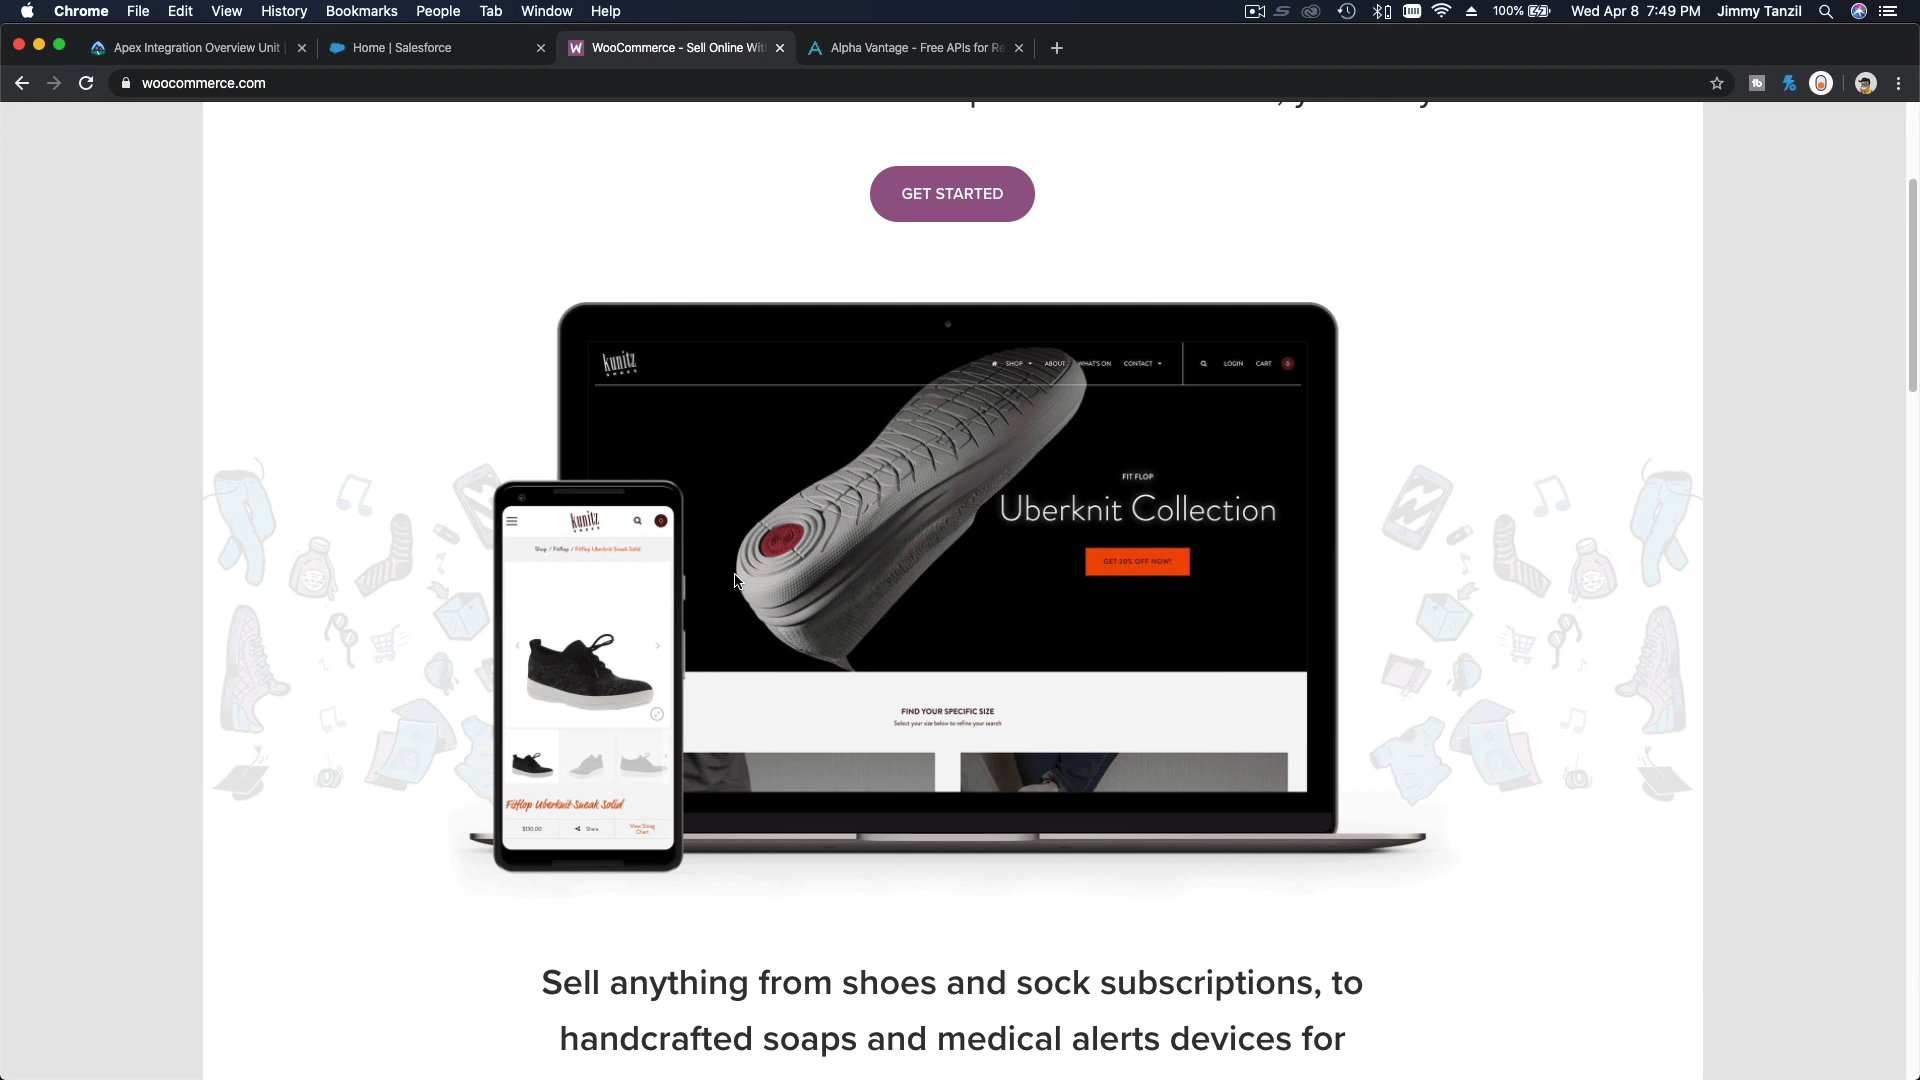 Chrome File Edit View History Bookmarks People Tab Window Help
100% Wed Apr 8 7:49 PM Jimmy Tanzil
Apex Integration Overview Unit
Home | Salesforce
WooCommerce - Sell Online Wit
Alpha Vantage - Free APIs for Re
woocommerce.com
GET STARTED
kunitz
SHOES
SHOP ABOUT WHAT'S ON CONTACT LOGIN CART 0
FIT FLOP
Uberknit Collection
GET 20% OFF NOW!
kunitz
SHOES
Shop / Fitflop / Fitflop Uberknit Sneak Solid
FIND YOUR SPECIFIC SIZE
Select your size below to refine your search
Fitflop Uberknit Sneak Solid
$130.00 Share View Sizing Chart
Sell anything from shoes and sock subscriptions, to
handcrafted soaps and medical alerts devices for